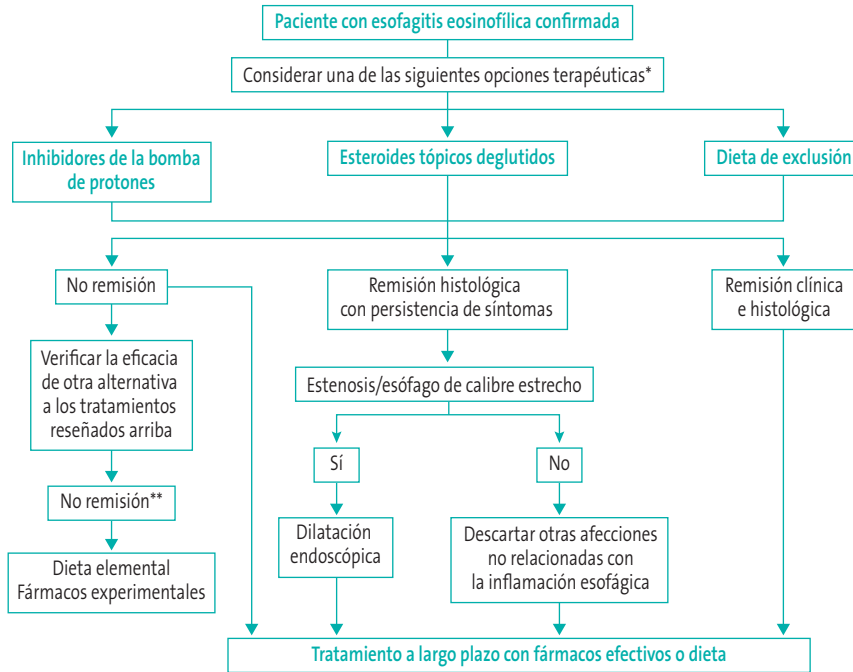 Paciente con esofagitis eosinofílica confirmada
Considerar una de las siguientes opciones terapéuticas*
Inhibidores de la bomba
de protones
Esteroides tópicos deglutidos
Dieta de exclusión
No remisión
Remisión histológica
con persistencia de síntomas
Remisión clínica
e histológica
Verificar la eficacia
de otra alternativa
a los tratamientos
reseñados arriba
Estenosis/esófago de calibre estrecho
Sí
No
No remisión**
Dilatación
endoscópica
Descartar otras afecciones
no relacionadas con
la inflamación esofágica
Dieta elemental
Fármacos experimentales
Tratamiento a largo plazo con fármacos efectivos o dieta